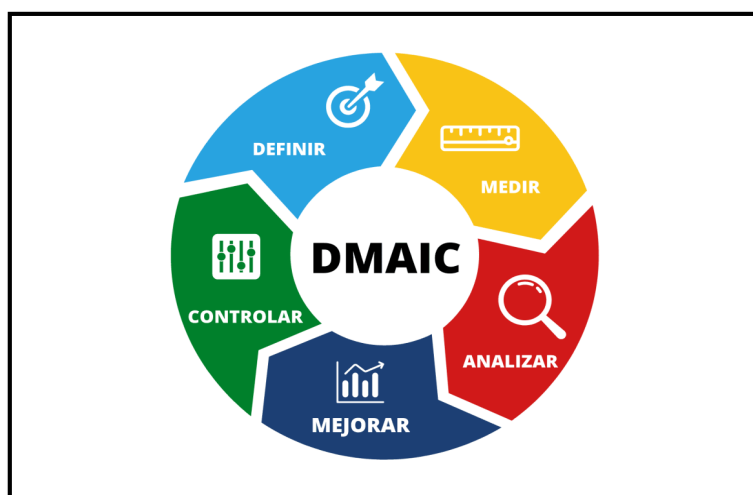 DEFINIR
MEDIR
DMAIC
CONTROLAR
ANALIZAR
MEJORAR